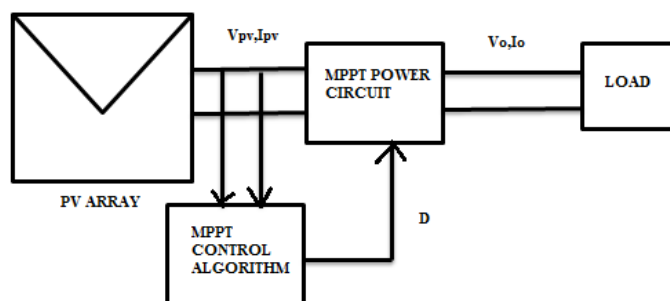 Vpv,Ipv
Vo,Io
MPPT POWER
CIRCUIT
LOAD
PV ARRAY
MPPT
CONTROL
ALGORITHM
D